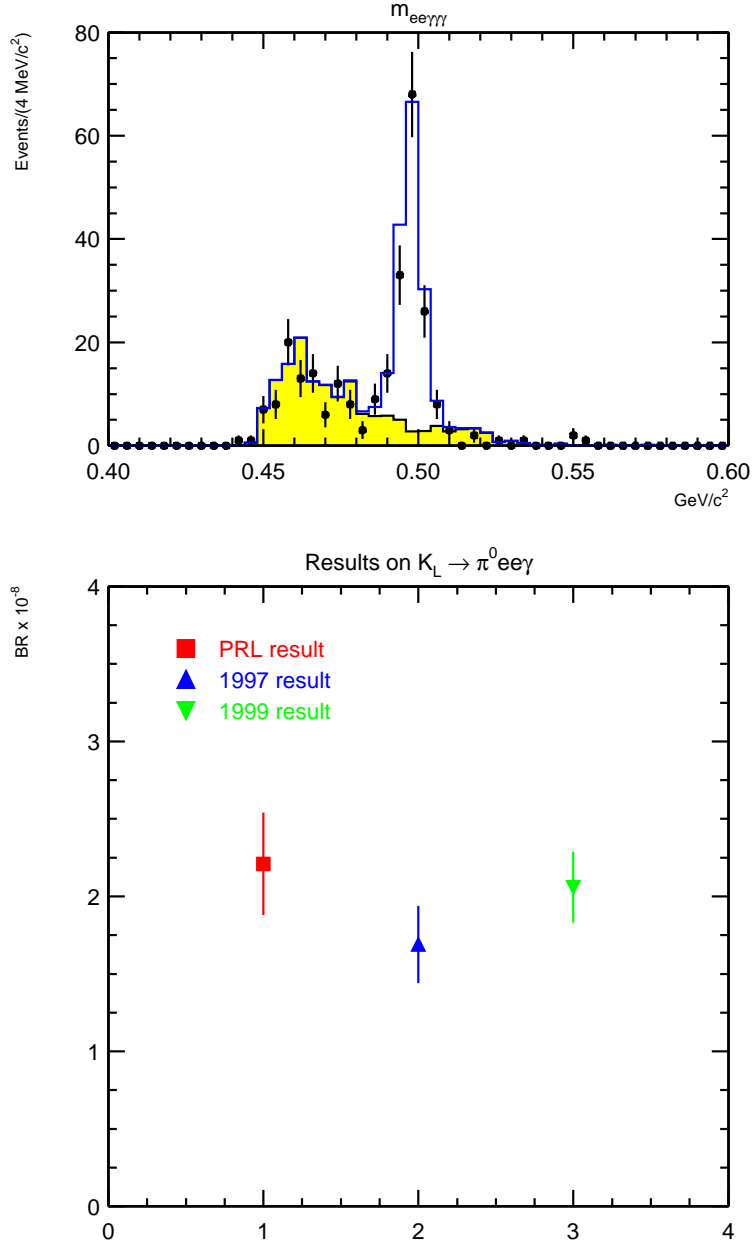 m_eeγγγ
Events/(4 MeV/c²)
80
60
40
20
0
0.40 0.45 0.50 0.55 0.60
GeV/c²
Results on K_L → π⁰eeγ
BR x 10⁻⁸
4
PRL result
1997 result
1999 result
3
2
1
0
0 1 2 3 4